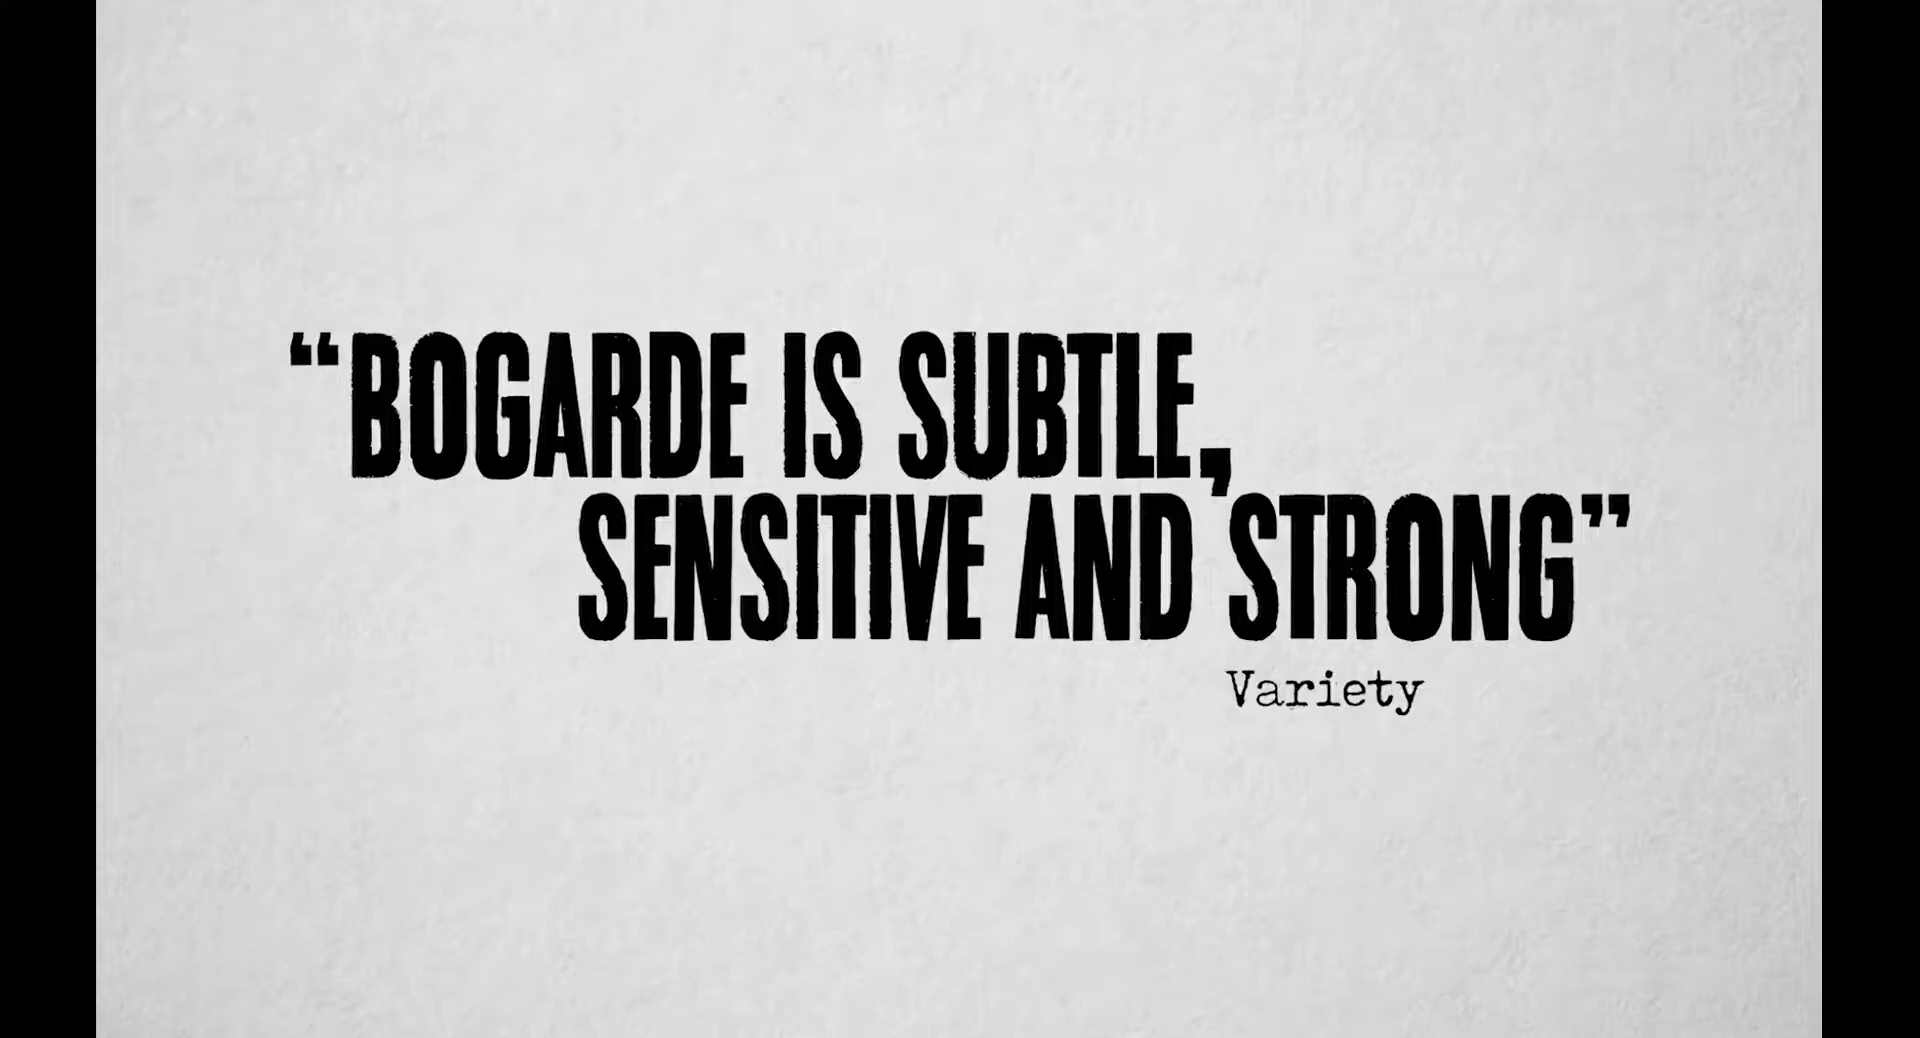 “BOGARDE IS SUBTLE,
SENSITIVE AND STRONG”
Variety